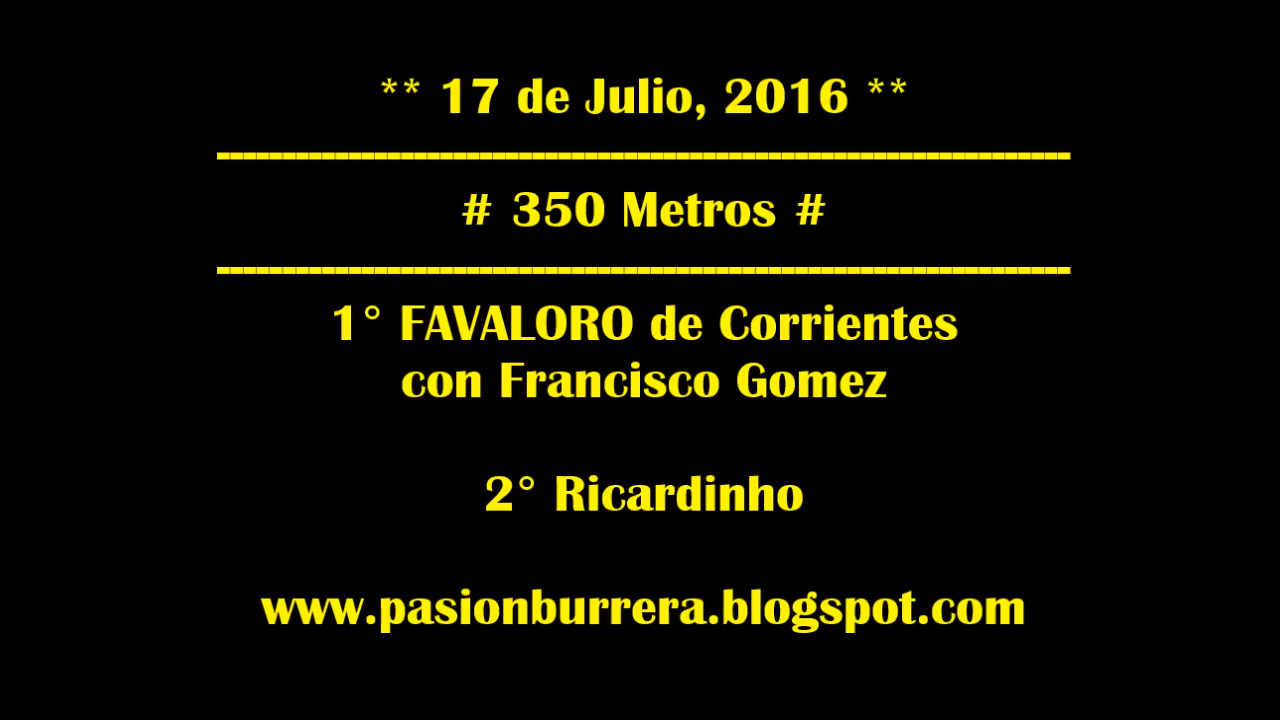 ** 17 de Julio, 2016 **
# 350 Metros #
1° FAVALORO de Corrientes
con Francisco Gomez
2° Ricardinho
www.pasionburrera.blogspot.com